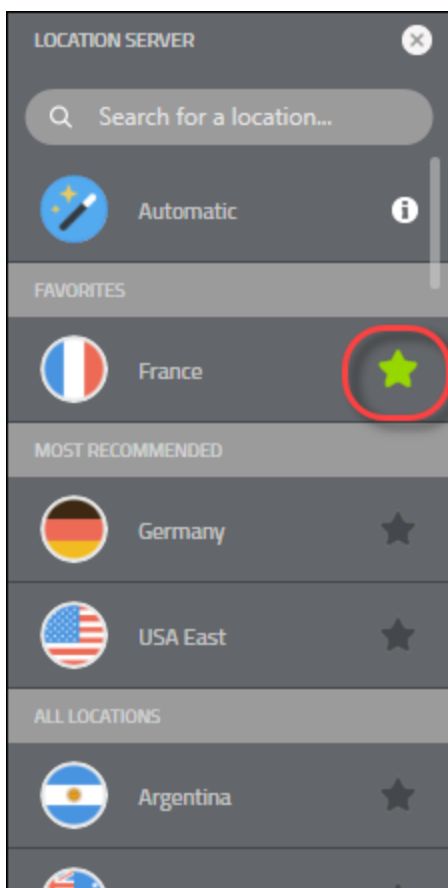 LOCATION SERVER
Search for a location...
Automatic
FAVORITES
France
MOST RECOMMENDED
Germany
USA East
ALL LOCATIONS
Argentina